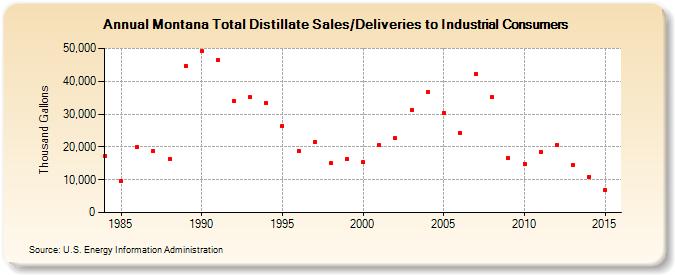 Annual Montana Total Distillate Sales/Deliveries to Industrial Consumers
Thousand Gallons
50,000
40,000
30,000
20,000
10,000
0
1985 1990 1995 2000 2005 2010 2015
Source: U.S. Energy Information Administration